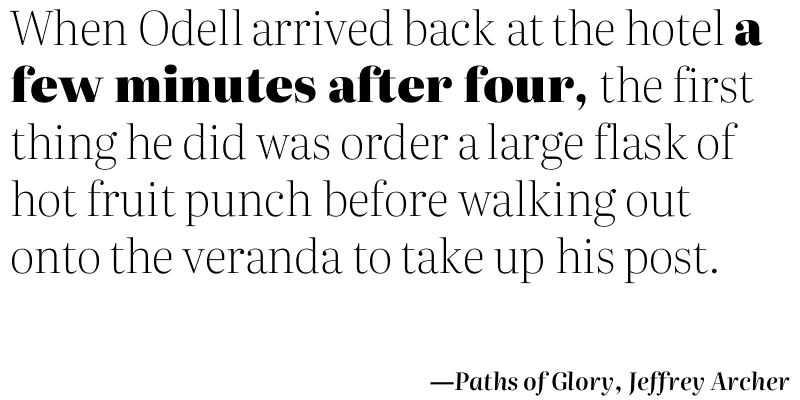 When Odell arrived back at the hotel a
few minutes after four, the first
thing he did was order a large flask of
hot fruit punch before walking out
onto the veranda to take up his post.
—Paths of Glory, Jeffrey Archer